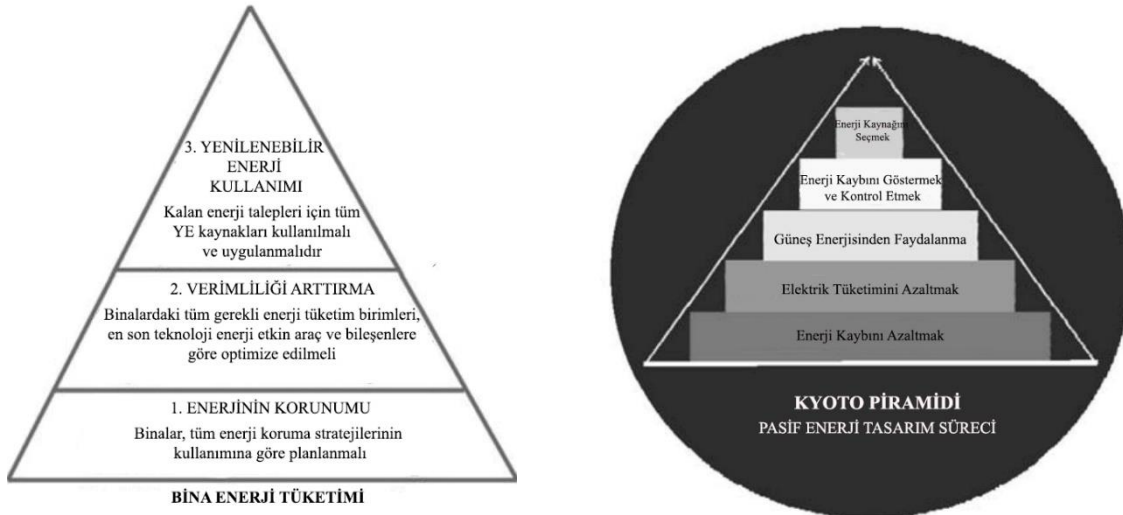 3. YENİLENEBİLİR
ENERJİ
KULLANIMI
Kalan enerji talepleri için tüm
YE kaynakları kullanılmalı
ve uygulanmalıdır
2. VERİMLİLİĞİ ARTTIRMA
Binalardaki tüm gerekli enerji tüketim birimleri,
en son teknoloji enerji etkin araç ve bileşenlere
göre optimize edilmeli
1. ENERJİNİN KORUNUMU
Binalar, tüm enerji koruma stratejilerinin
kullanımına göre planlanmalı
BİNA ENERJİ TÜKETİMİ
Enerji Kaynağını
Seçmek
Enerji Kaybını Göstermek
ve Kontrol Etmek
Güneş Enerjisinden Faydalanma
Elektrik Tüketimini Azaltmak
Enerji Kaybını Azaltmak
KYOTO PİRAMİDİ
PASİF ENERJİ TASARIM SÜRECİ